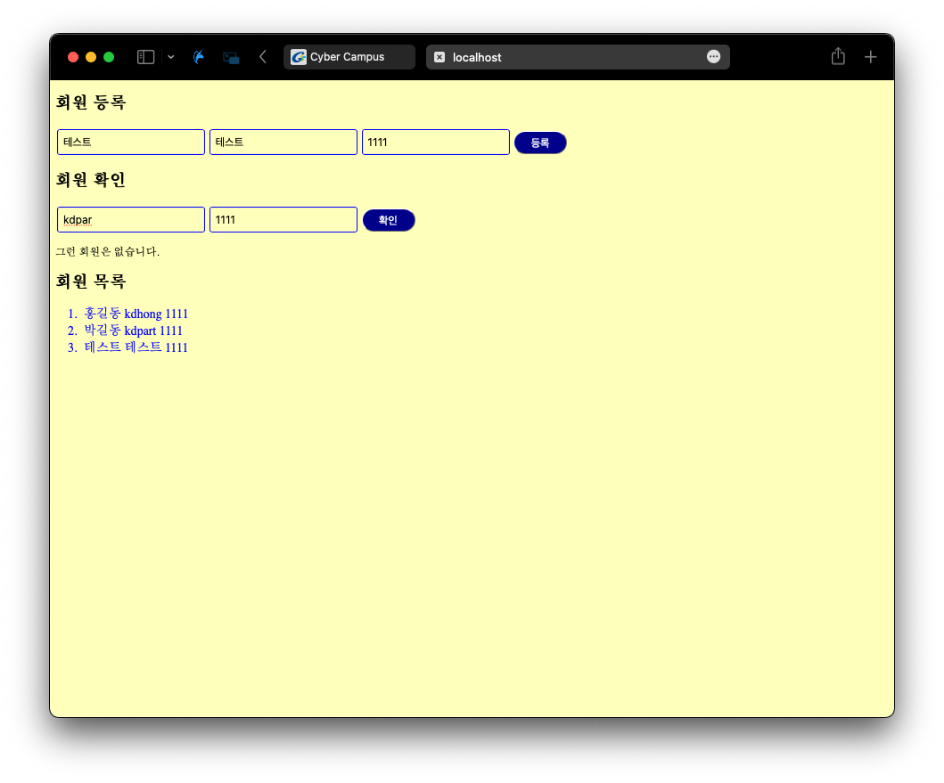 Cyber Campus
localhost
회원 등록
테스트 테스트 1111 등록
회원 확인
kdpar 1111 확인
그런 회원은 없습니다.
회원 목록
1. 홍길동 kdhong 1111
2. 박길동 kdpart 1111
3. 테스트 테스트 1111